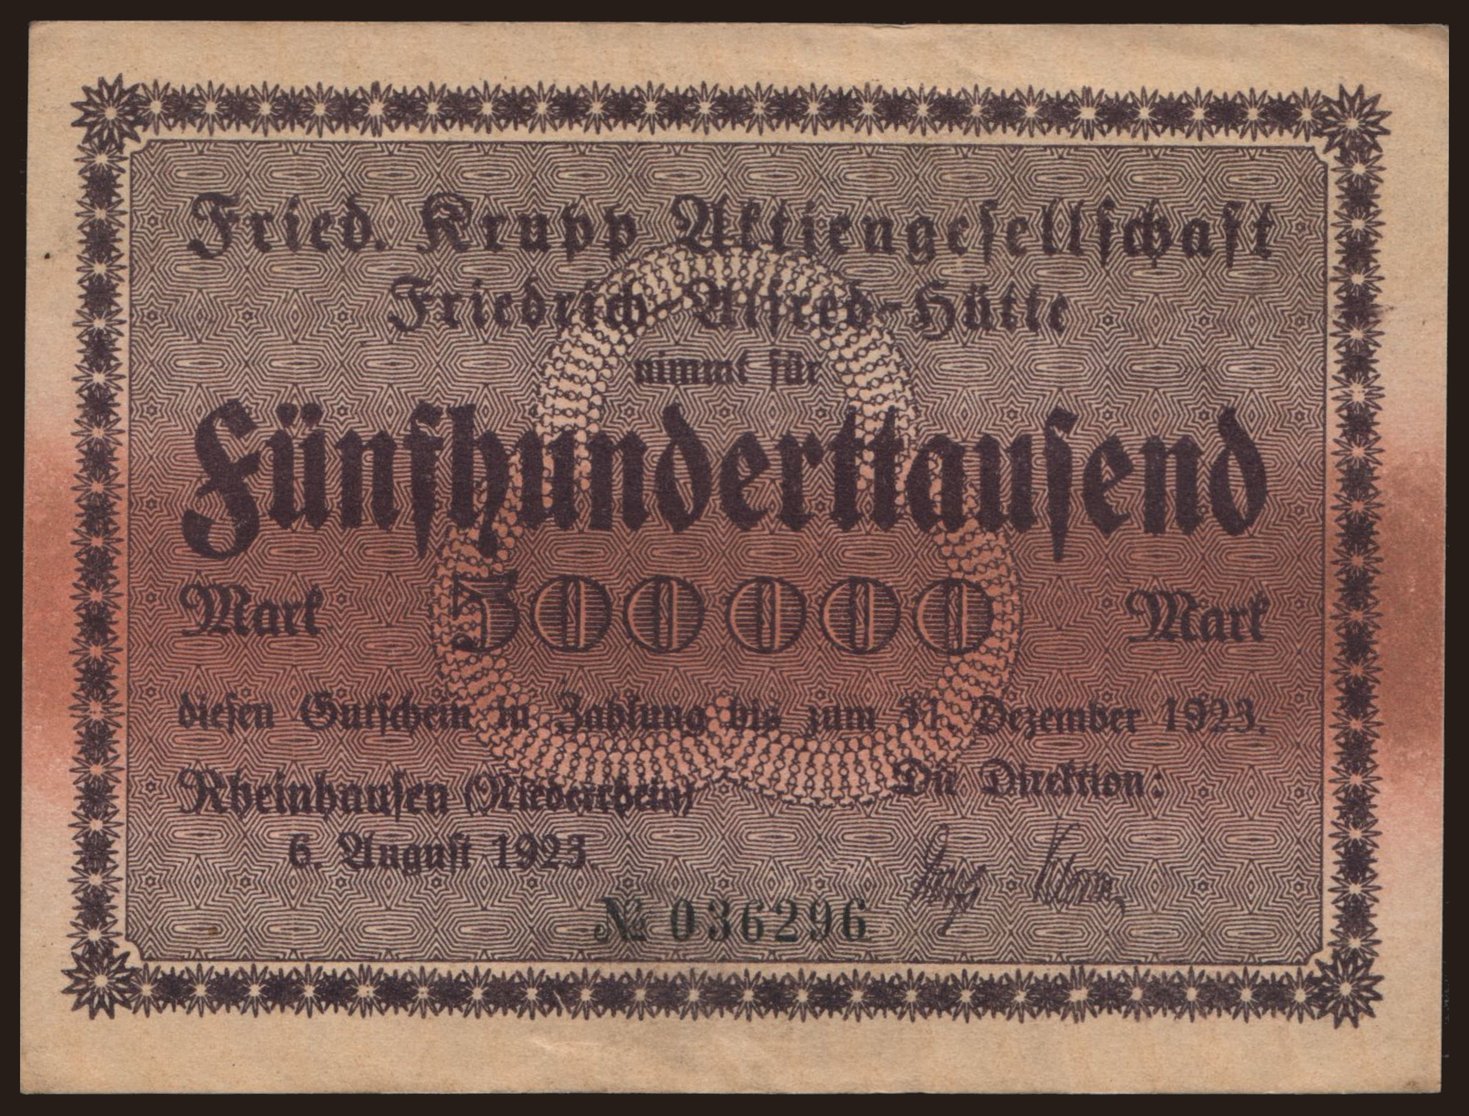 Fried. Krupp Aktiengesellschaft
Friedrich-Alfred-Hütte
nimmt für
Fünfhunderttausend
Mark 500000 Mark
diesen Gutschein in Zahlung bis zum 31. Dezember 1923.
Rheinhausen (Niederrhein)
6. August 1923.
Die Direktion:
№ 036296